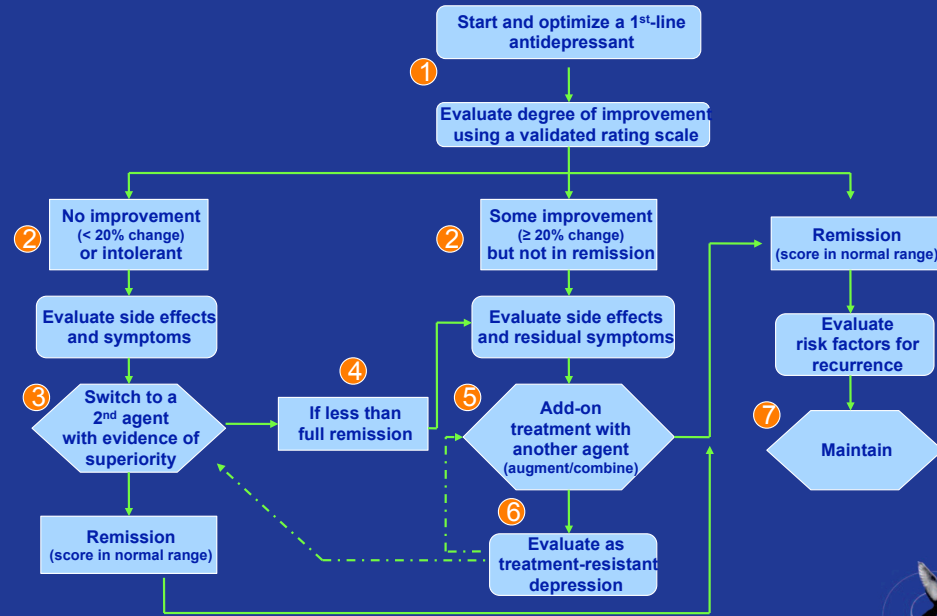 Start and optimize a 1st-line
antidepressant
1
Evaluate degree of improvement
using a validated rating scale
2
No improvement
(< 20% change)
or intolerant
2
Some improvement
(≥ 20% change)
but not in remission
Remission
(score in normal range)
Evaluate side effects
and symptoms
Evaluate side effects
and residual symptoms
Evaluate
risk factors for
recurrence
3
Switch to a
2nd agent
with evidence of
superiority
4
If less than
full remission
5
Add-on
treatment with
another agent
(augment/combine)
7
Maintain
Remission
(score in normal range)
6
Evaluate as
treatment-resistant
depression